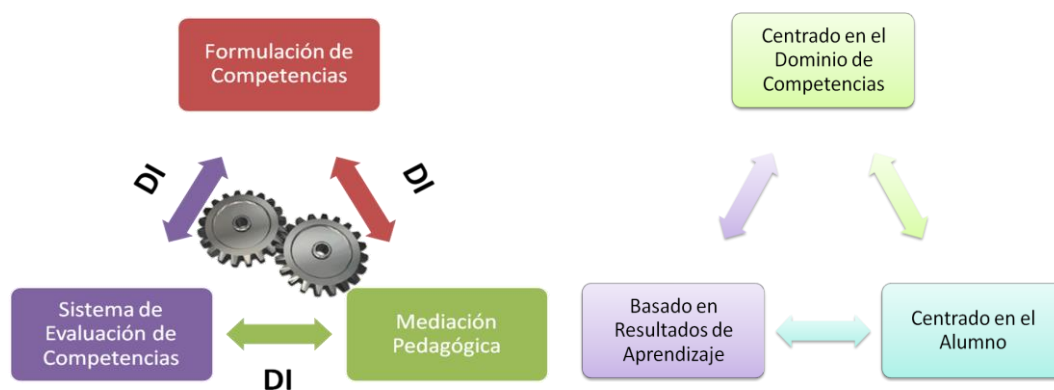 Formulación de
Competencias
DI
DI
Sistema de
Evaluación de
Competencias
Mediación
Pedagógica
DI
Centrado en el
Dominio de
Competencias
Basado en
Resultados de
Aprendizaje
Centrado en el
Alumno